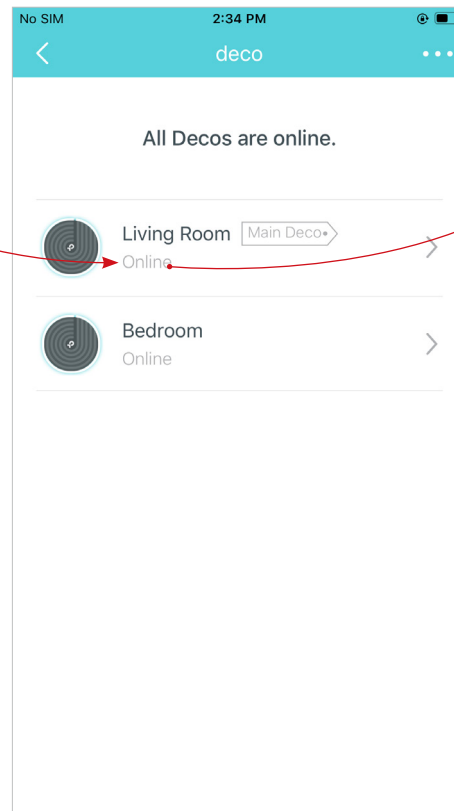 No SIM 2:34 PM
deco
All Decos are online.
Living Room Main Deco
Online
Bedroom
Online